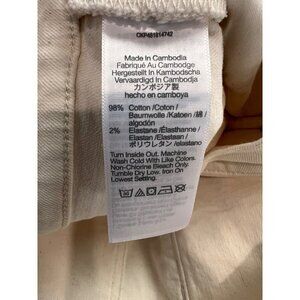 CKP481814742
Made In Cambodia
Fabriqué Au Cambodge
Hergestellt In Kambodscha
Vervaardigd In Cambodja
カンボジア製
hecho en camboya
98% Cotton /Coton /
Baumwolle /Katoen / 綿 /
algodón
2% Elastane /Élasthanne /
Elastan /Elastaan /
ポリウレタン /elastano
Turn Inside Out. Machine
Wash Cold With Like Colors.
Non-Chlorine Bleach Only.
Tumble Dry Low. Iron On
Lowest Setting.